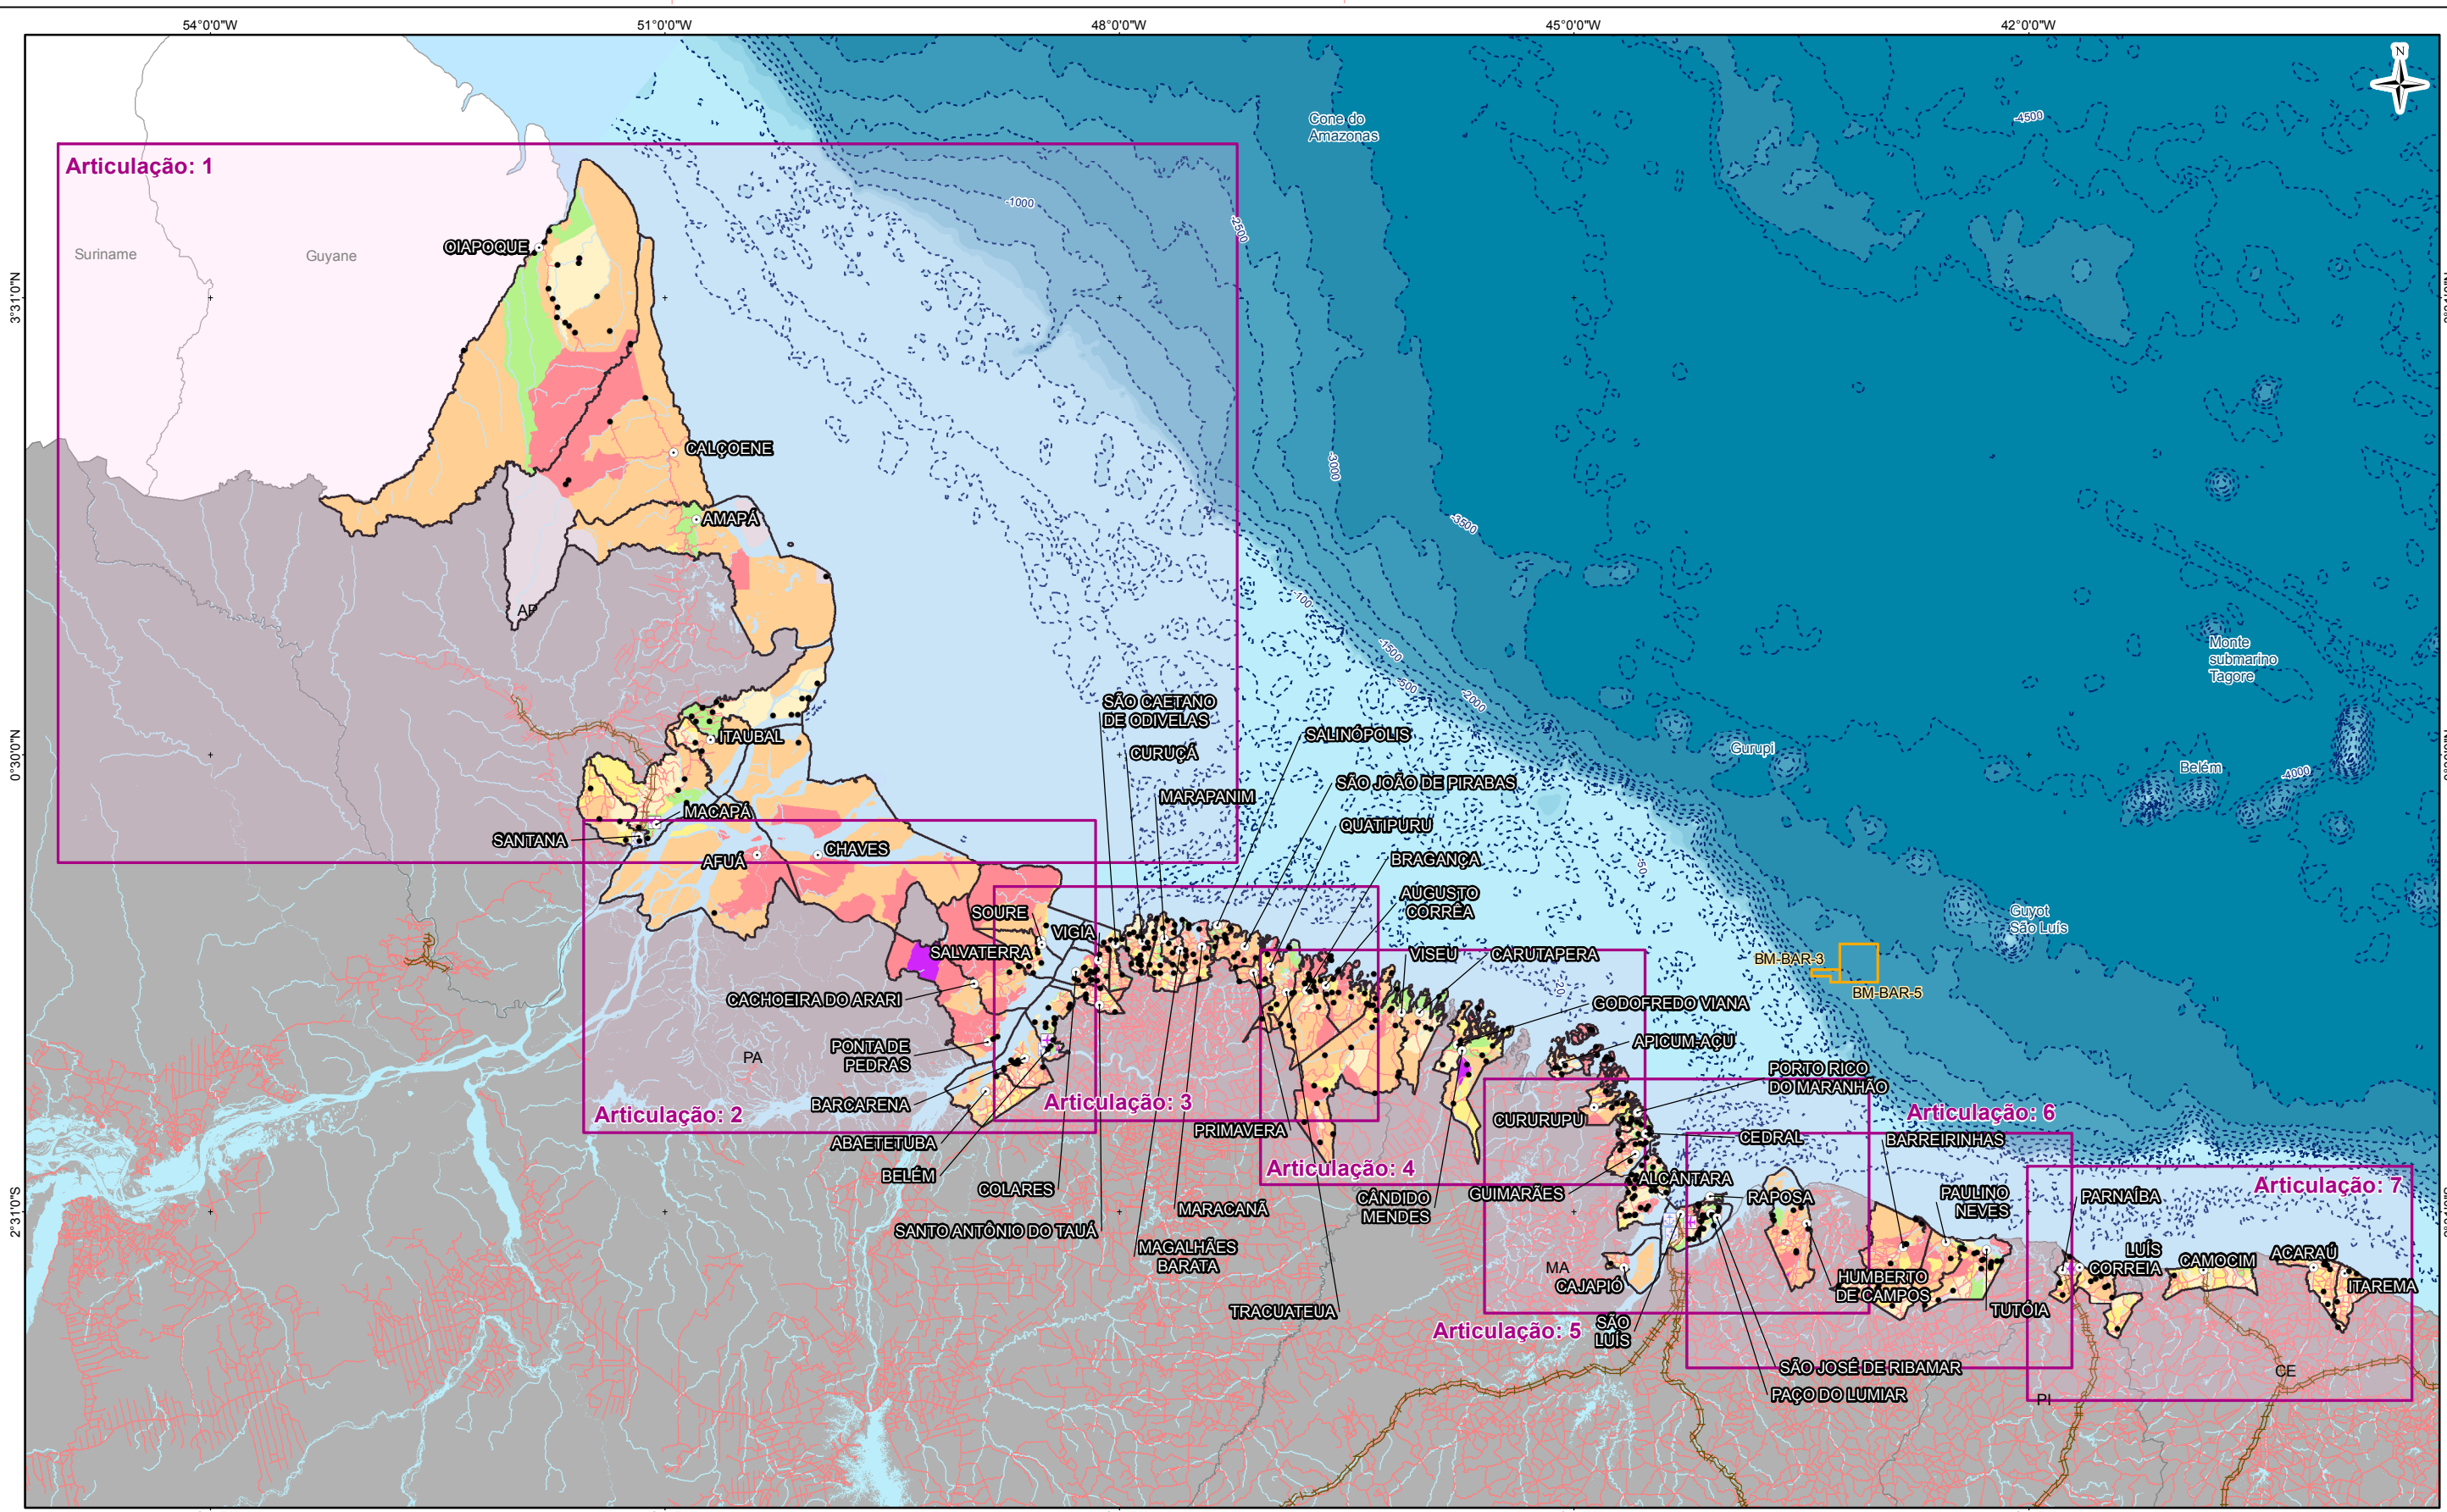 54°0'0"W
51°0'0"W
48°0'0"W
45°0'0"W
42°0'0"W
N
Cone do
Amazonas
-4500
Articulação: 1
-1000
-2500
Suriname
Guyane
OIAPOQUE
3°31'0"N
CALÇOENE
-3000
-3500
AMAPÁ
AP
-100
-1500
-500
-2000
Monte
submarino
Tagore
SÃO CAETANO
DE ODIVELAS
ITAUBAL
SALINÓPOLIS
CURUÇÁ
Gurupi
Belém
-4000
0°30'0"N
SÃO JOÃO DE PIRABAS
MARAPANIM
MACAPÁ
QUATIPURU
SANTANA
CHAVES
AFUÁ
BRAGANÇA
-50
AUGUSTO
CORRÊA
SOURE
VIGIA
Guyot
São Luís
SALVATERRA
VISEU
CARUTAPERA
BM-BAR-3
BM-BAR-5
-20
CACHOEIRA DO ARARI
GODOFREDO VIANA
APICUM-AÇU
PONTA DE
PEDRAS
PA
PORTO RICO
DO MARANHÃO
BARCARENA
Articulação: 3
Articulação: 2
Articulação: 6
CURURUPU
PRIMAVERA
CEDRAL
BARREIRINHAS
ABAETETUBA
Articulação: 4
BELÉM
COLARES
ALCÂNTARA
GUIMARÃES
CÂNDIDO
MENDES
RAPOSA
PAULINO
NEVES
PARNAÍBA
Articulação: 7
2°31'0"S
MARACANÃ
SANTO ANTÔNIO DO TAUÁ
MAGALHÃES
BARATA
MA
CAJAPIÓ
HUMBERTO
DE CAMPOS
LUÍS
CORREIA
CAMOCIM
ACARAÚ
ITAREMA
TUTÓIA
TRACUATEUA
Articulação: 5
SÃO
LUÍS
SÃO JOSÉ DE RIBAMAR
PAÇO DO LUMIAR
CE
PI